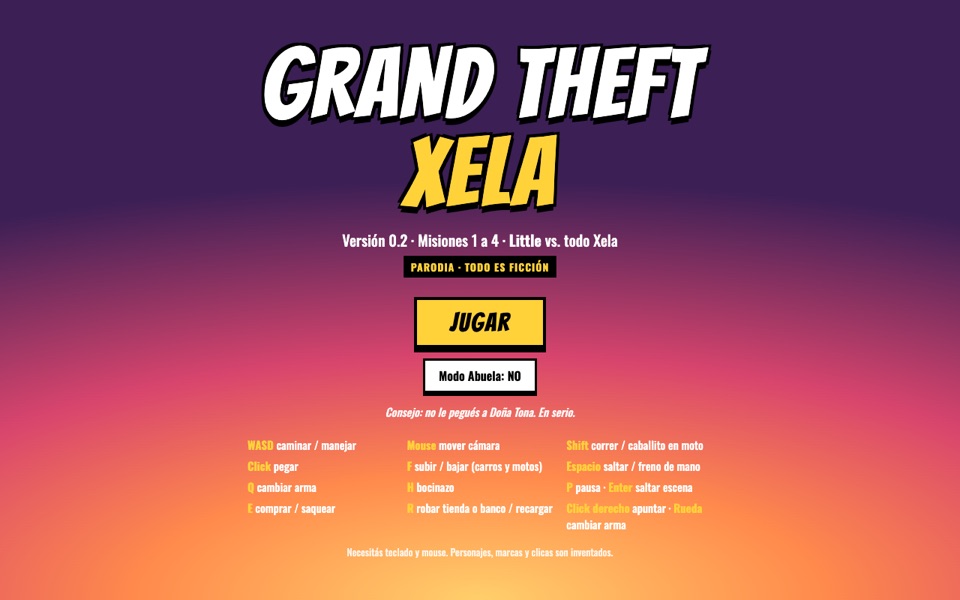 GRAND THEFT
XELA
Versión 0.2 · Misiones 1 a 4 · Little vs. todo Xela
PARODIA · TODO ES FICCIÓN
JUGAR
Modo Abuela: NO
Consejo: no le pegués a Doña Tona. En serio.
WASD caminar / manejar
Mouse mover cámara
Shift correr / caballito en moto
Click pegar
F subir / bajar (carros y motos)
Espacio saltar / freno de mano
Q cambiar arma
H bocinazo
P pausa · Enter saltar escena
E comprar / saquear
R robar tienda o banco / recargar
Click derecho apuntar · Rueda
cambiar arma
Necesitás teclado y mouse. Personajes, marcas y clicas son inventados.